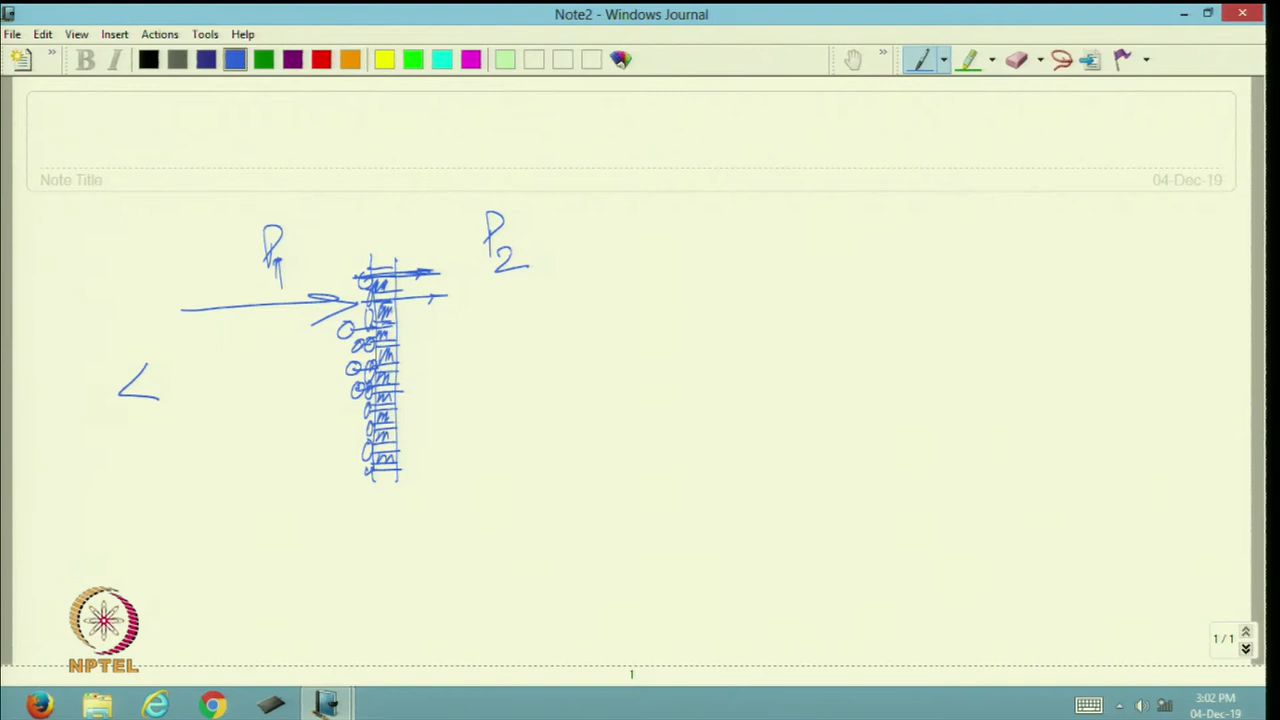 Note2 - Windows Journal
File Edit View Insert Actions Tools Help
B I
Note Title
04-Dec-19
P1
P2
1 / 1
NPTEL
1
3:02 PM
04-Dec-19